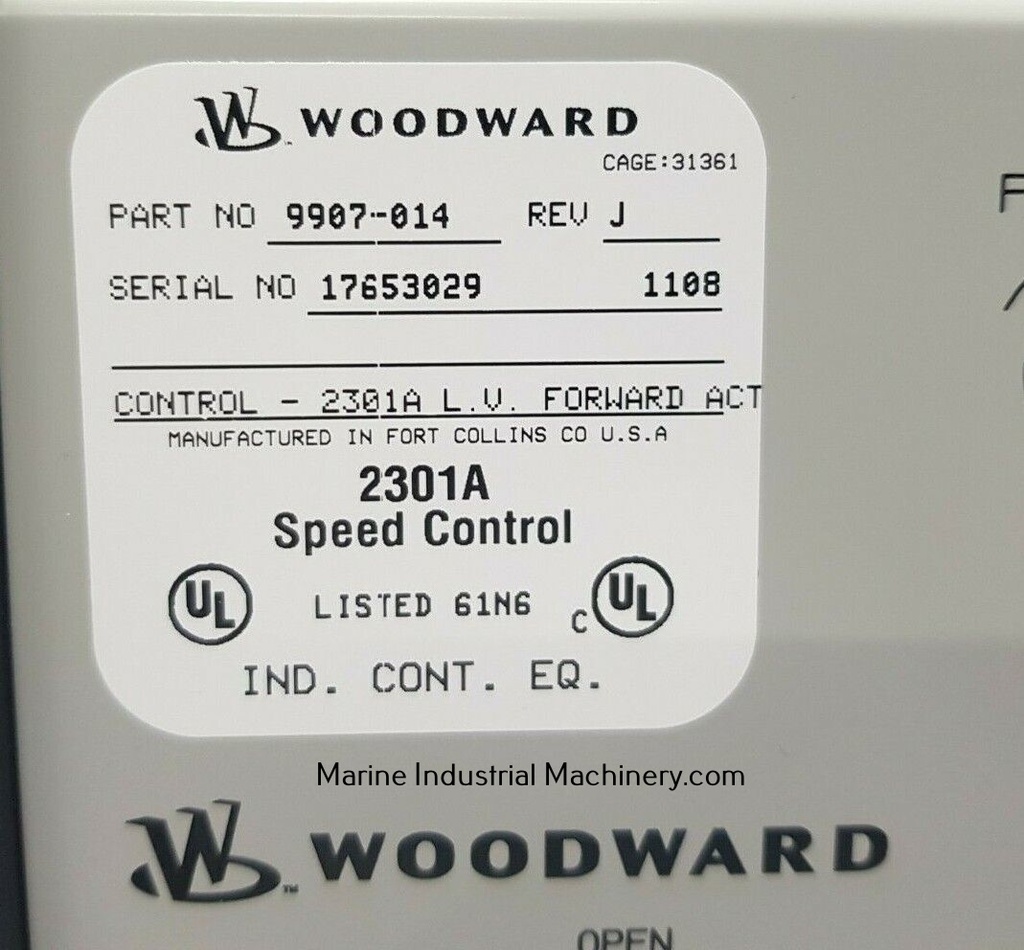 WOODWARD
CAGE:31361
PART NO 9907-014 REV J
SERIAL NO 17653029 1108
CONTROL - 2301A L.V. FORWARD ACT
MANUFACTURED IN FORT COLLINS CO U.S.A
2301A
Speed Control
UL LISTED 61N6 C UL
IND. CONT. EQ.
Marine Industrial Machinery.com
WOODWARD
TM
OPEN